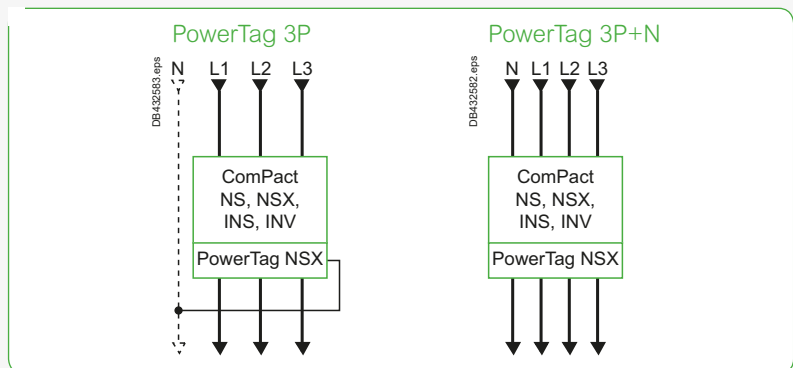 PowerTag 3P
DB432583.eps
N L1 L2 L3
ComPact
NS, NSX,
INS, INV
PowerTag NSX
PowerTag 3P+N
DB432582.eps
N L1 L2 L3
ComPact
NS, NSX,
INS, INV
PowerTag NSX